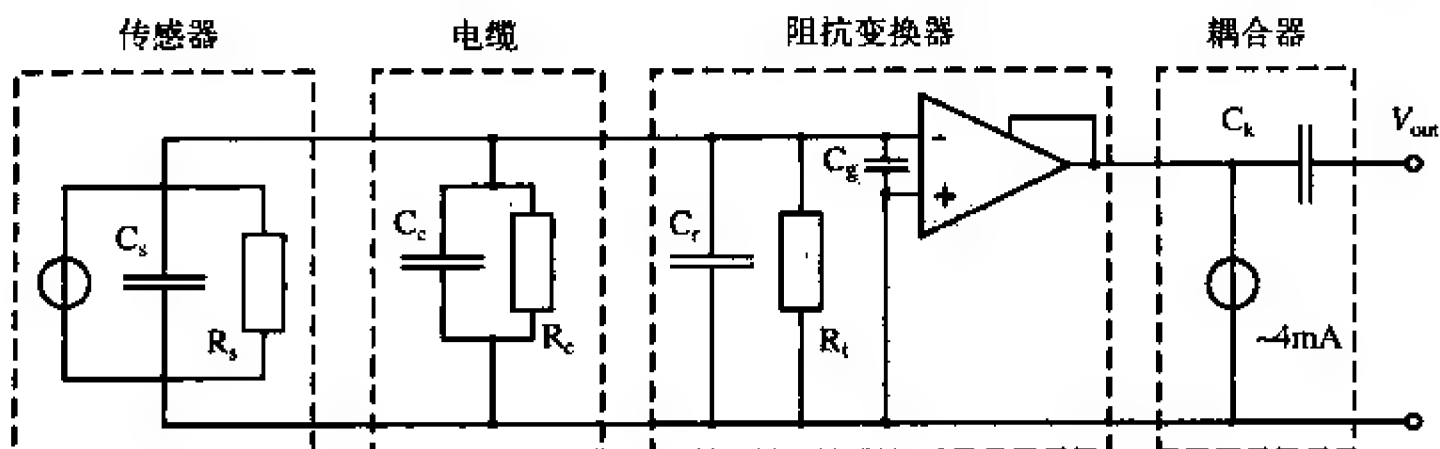 传感器 电缆 阻抗变换器 耦合器
C_k V_out
C_g
-
+
C_s C_c C_r
R_s R_c R_t ~4mA